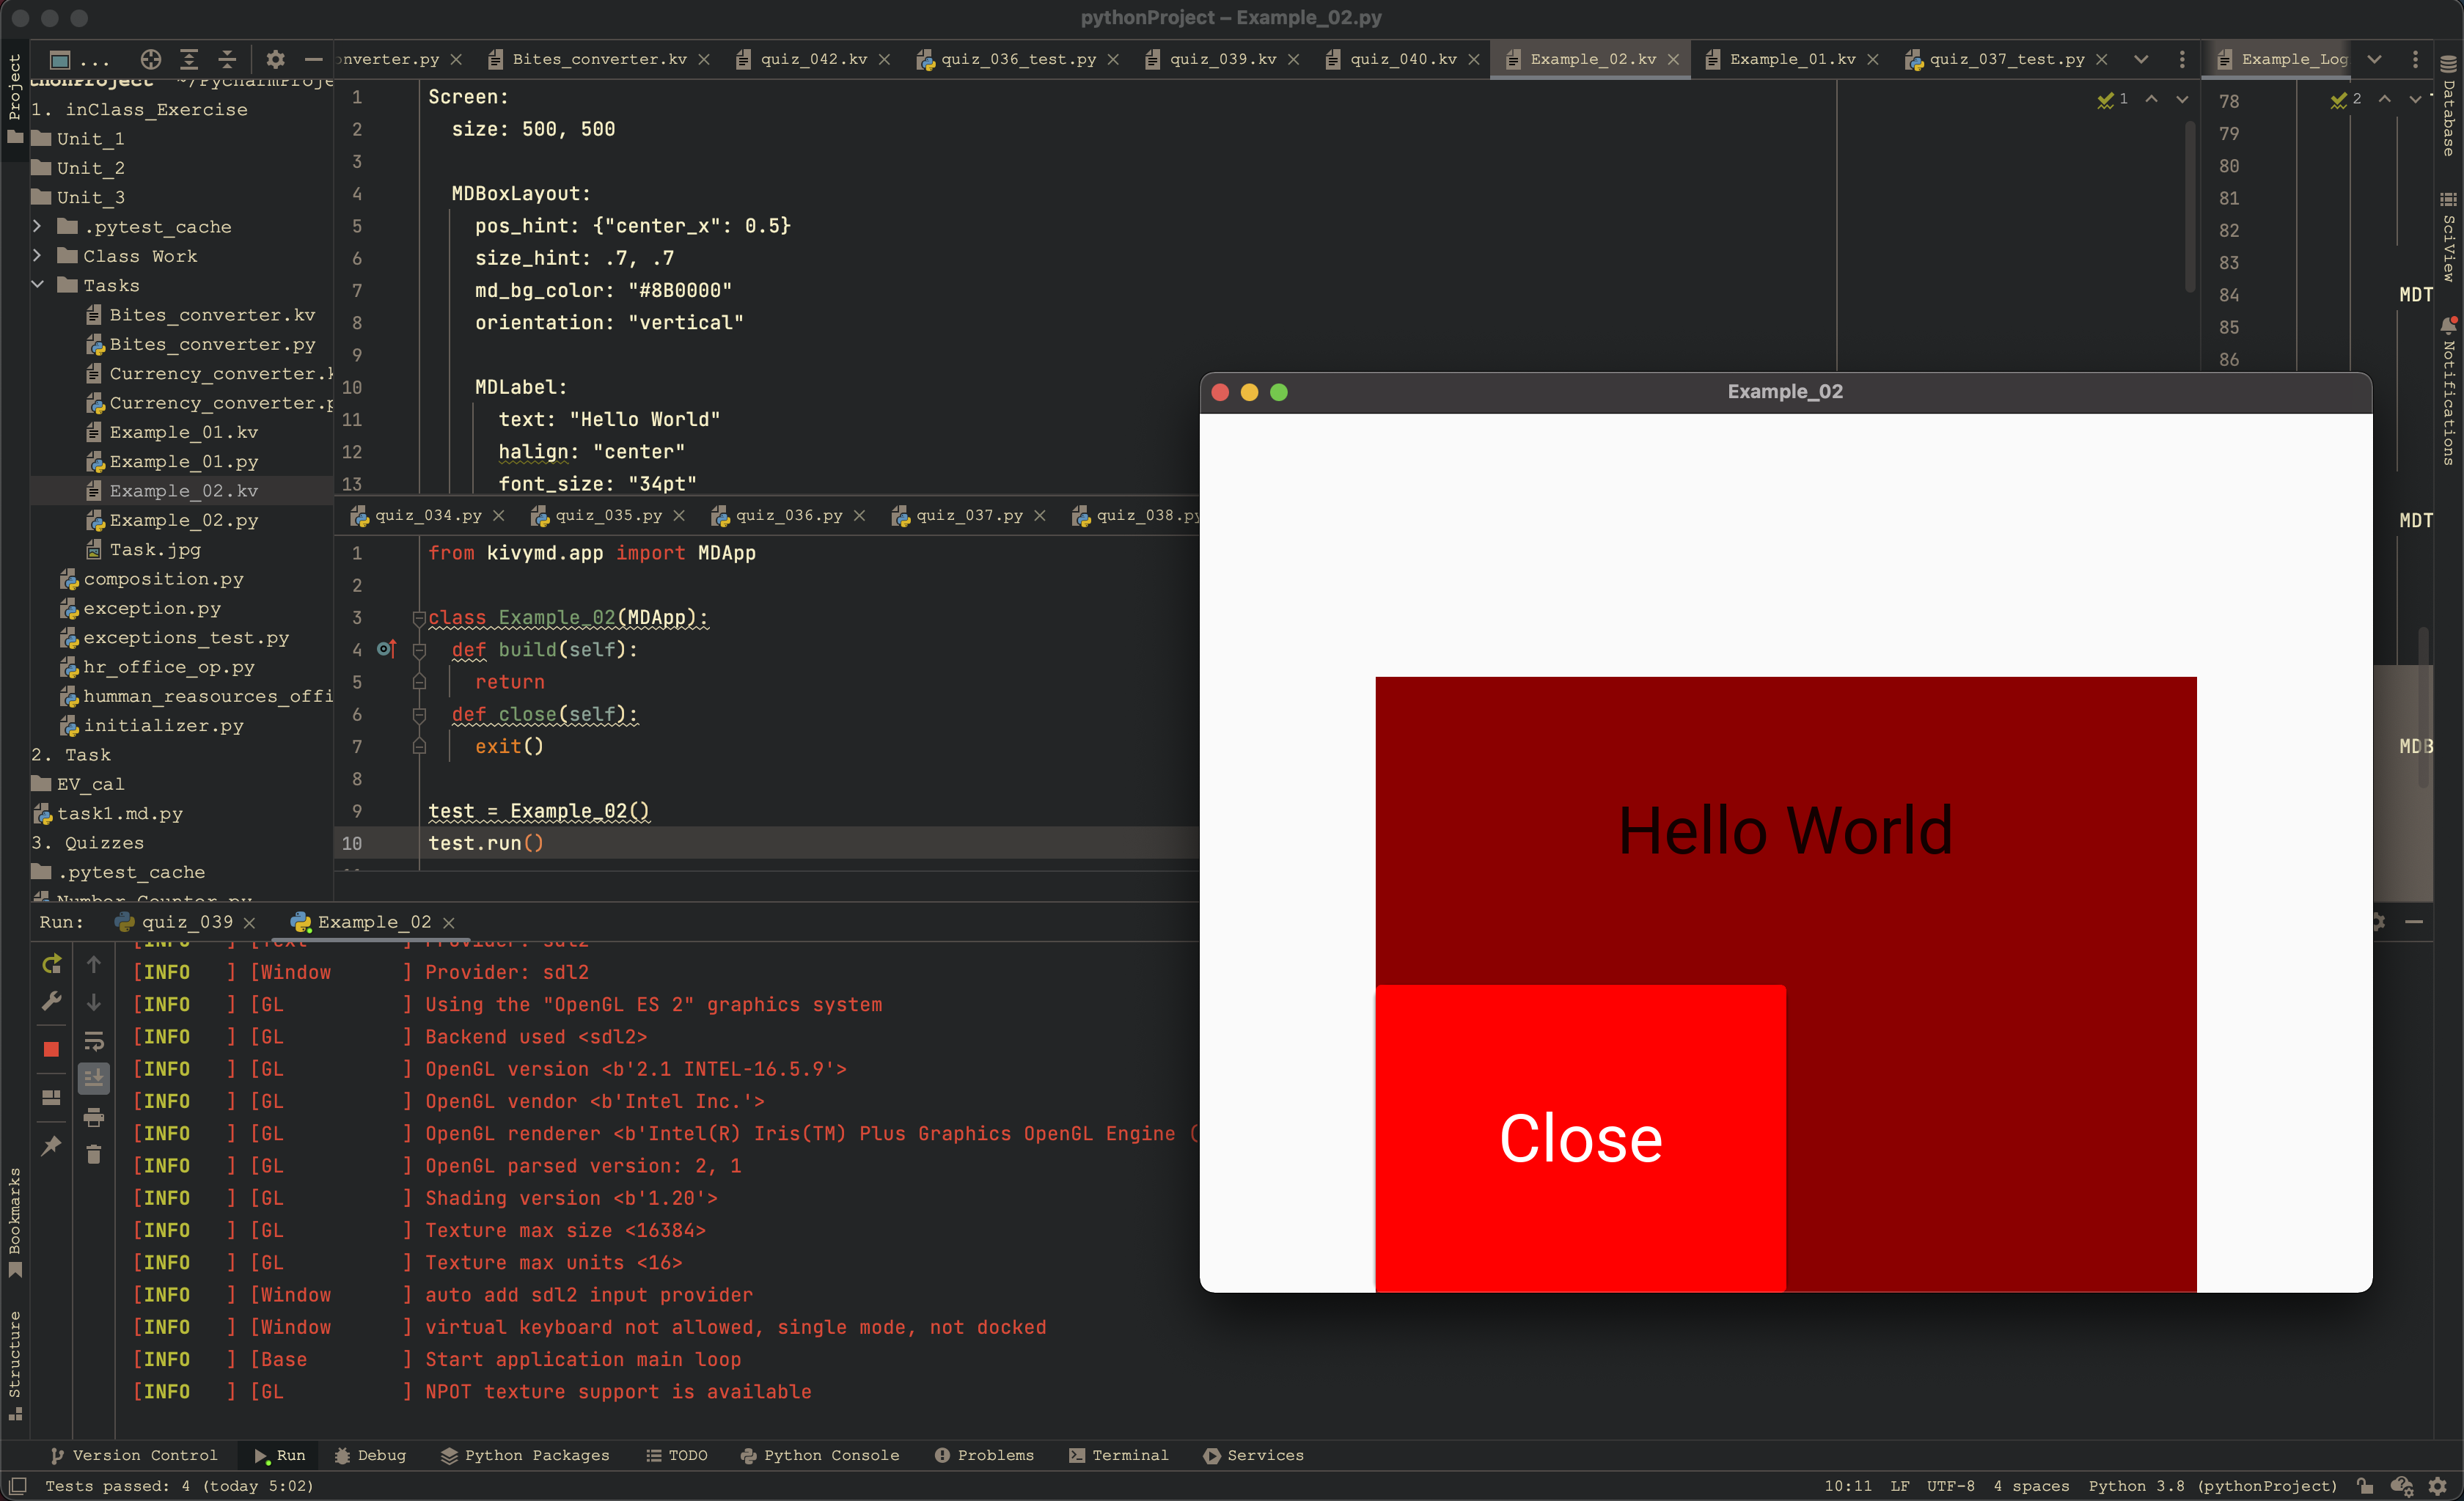 pythonProject – Example_02.py
Project
...
onverter.py
Bites_converter.kv
quiz_042.kv
quiz_036_test.py
quiz_039.kv
quiz_040.kv
Example_02.kv
Example_01.kv
quiz_037_test.py
Example_Log
thonProject ~/PycharmProje
1. inClass_Exercise
Unit_1
Unit_2
Unit_3
.pytest_cache
Class Work
Tasks
Bites_converter.kv
Bites_converter.py
Currency_converter.k
Currency_converter.p
Example_01.kv
Example_01.py
Example_02.kv
Example_02.py
Task.jpg
composition.py
exception.py
exceptions_test.py
hr_office_op.py
humman_reasources_offi
initializer.py
2. Task
EV_cal
task1.md.py
3. Quizzes
.pytest_cache
Number_Counter.py
1 Screen:
2 size: 500, 500
3
4 MDBoxLayout:
5 pos_hint: {"center_x": 0.5}
6 size_hint: .7, .7
7 md_bg_color: "#8B0000"
8 orientation: "vertical"
9
10 MDLabel:
11 text: "Hello World"
12 halign: "center"
13 font_size: "34pt"
1
2
78
79
80
81
82
83
84 MDT
85
86
MDT
MDB
Database
SciView
Notifications
quiz_034.py
quiz_035.py
quiz_036.py
quiz_037.py
quiz_038.py
1 from kivymd.app import MDApp
2
3 class Example_02(MDApp):
4 def build(self):
5 return
6 def close(self):
7 exit()
8
9 test = Example_02()
10 test.run()
Example_02
Hello World
Close
Run:
quiz_039
Example_02
[INFO ] [Text ] Provider: sdl2
[INFO ] [Window ] Provider: sdl2
[INFO ] [GL ] Using the "OpenGL ES 2" graphics system
[INFO ] [GL ] Backend used <sdl2>
[INFO ] [GL ] OpenGL version <b'2.1 INTEL-16.5.9'>
[INFO ] [GL ] OpenGL vendor <b'Intel Inc.'>
[INFO ] [GL ] OpenGL renderer <b'Intel(R) Iris(TM) Plus Graphics OpenGL Engine (
[INFO ] [GL ] OpenGL parsed version: 2, 1
[INFO ] [GL ] Shading version <b'1.20'>
[INFO ] [GL ] Texture max size <16384>
[INFO ] [GL ] Texture max units <16>
[INFO ] [Window ] auto add sdl2 input provider
[INFO ] [Window ] virtual keyboard not allowed, single mode, not docked
[INFO ] [Base ] Start application main loop
[INFO ] [GL ] NPOT texture support is available
Bookmarks
Structure
Version Control
Run
Debug
Python Packages
TODO
Python Console
Problems
Terminal
Services
Tests passed: 4 (today 5:02)
10:11 LF UTF-8 4 spaces Python 3.8 (pythonProject)